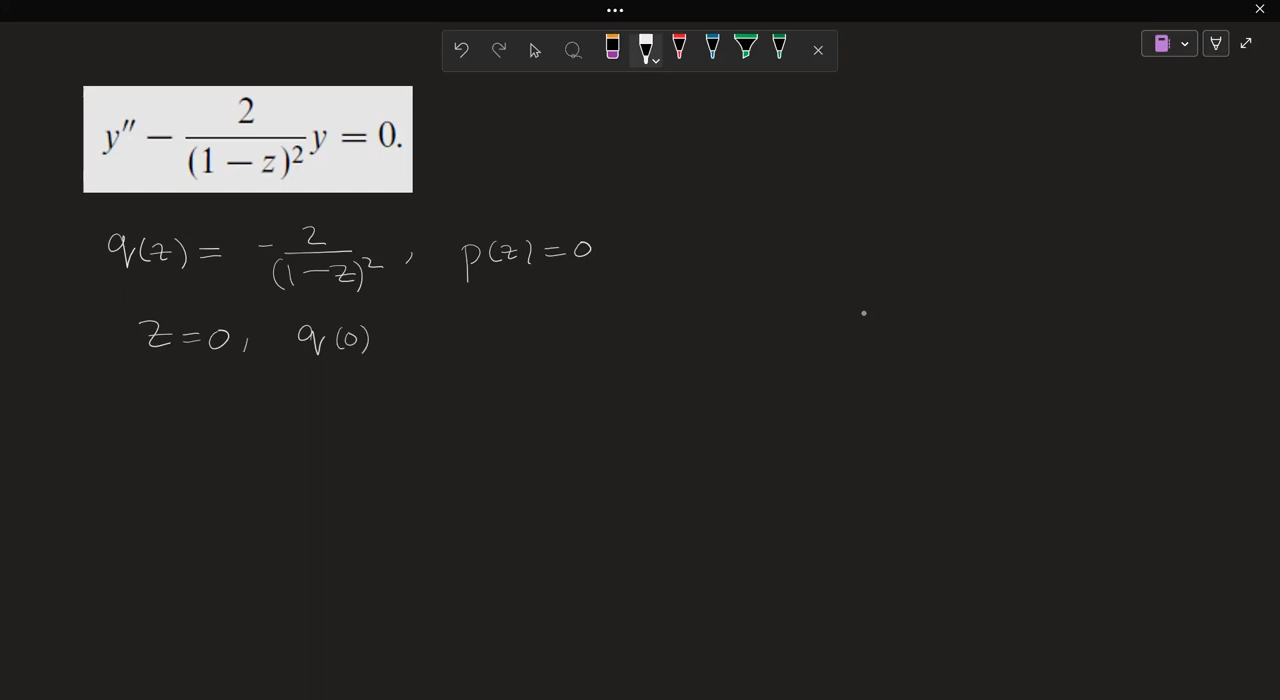 y″ − 2/(1 − z)² y = 0.
q(z) = - 2/(1-z)², p(z)=0
z=0, q(0)